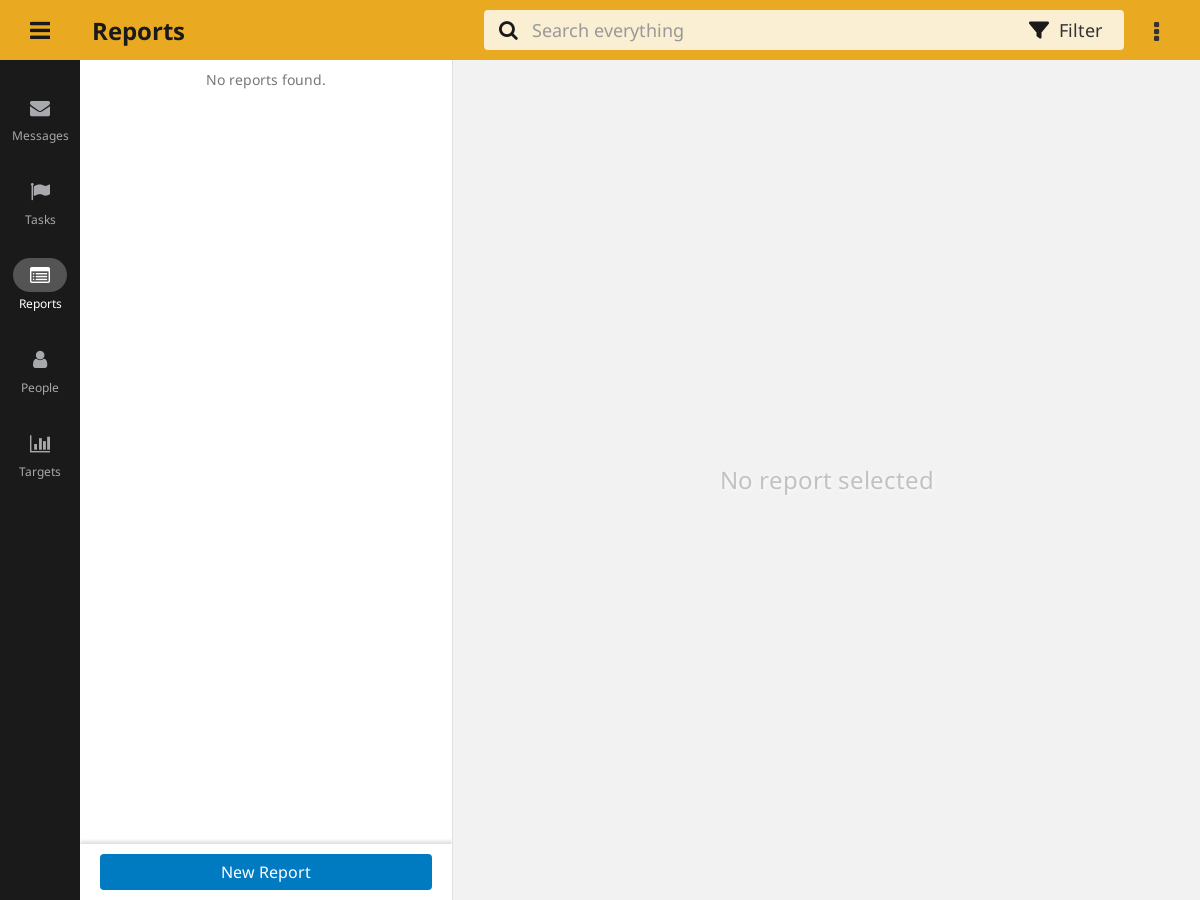 Reports
Search everything
Filter
Messages
Tasks
Reports
People
Targets
No reports found.
No report selected
New Report